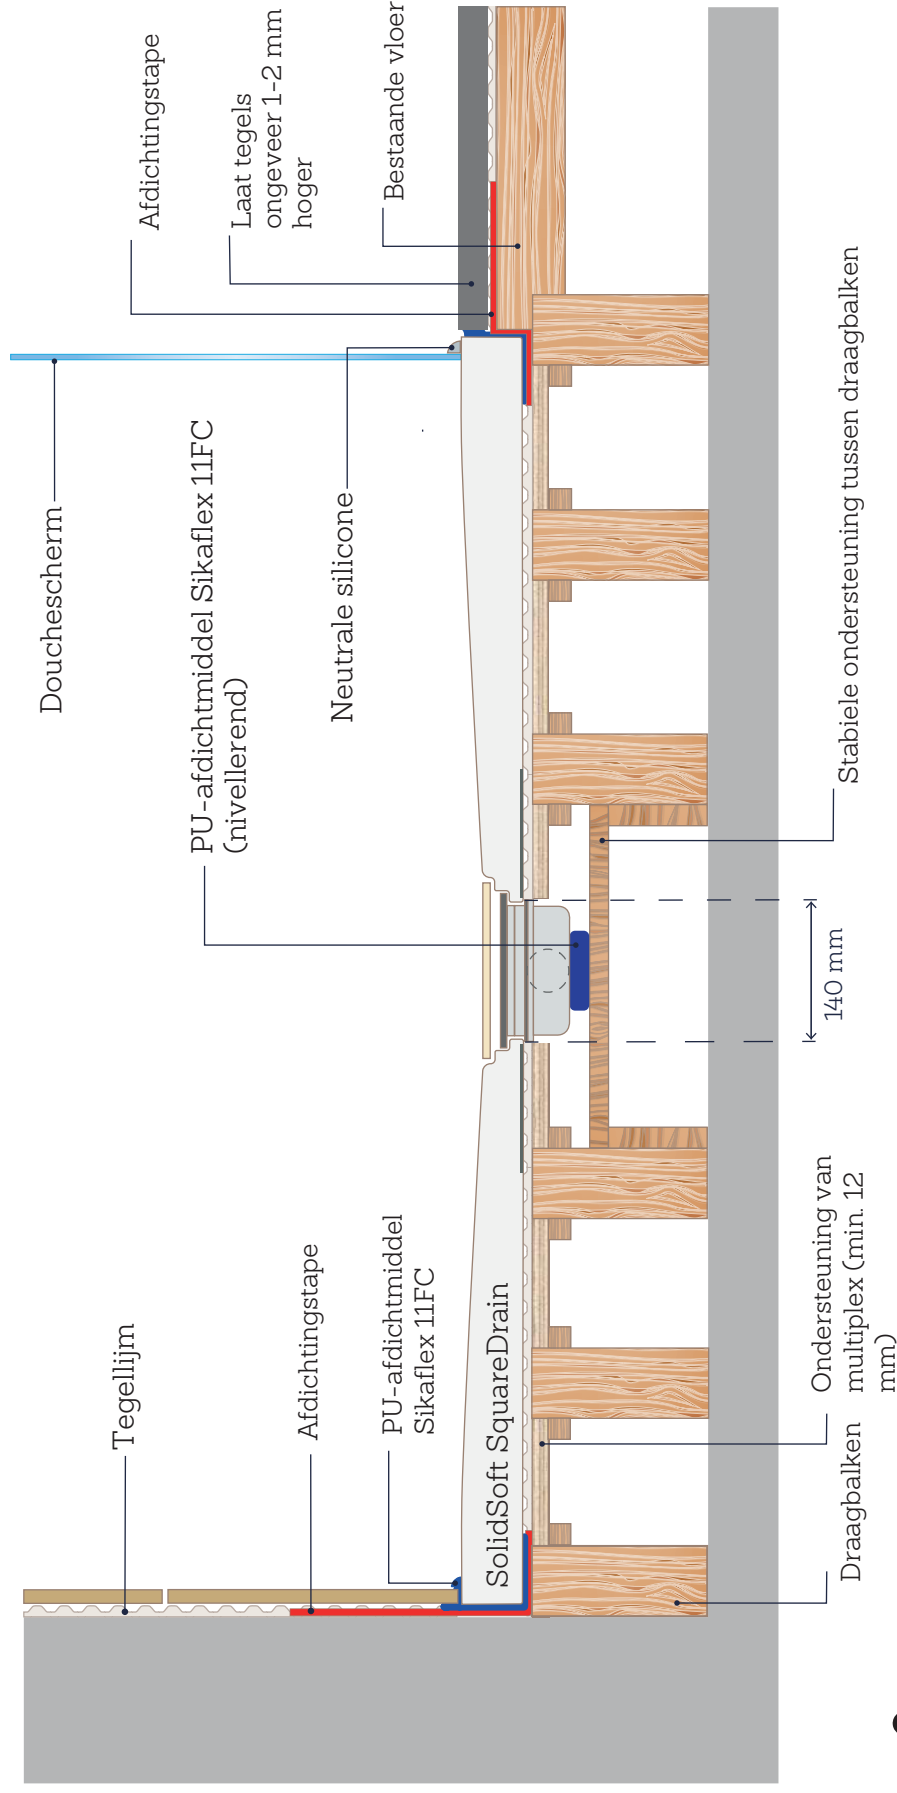 Tegellijm
Afdichtingstape
PU-afdichtmiddel
Sikaflex 11FC
SolidSoft SquareDrain
Douchescherm
PU-afdichtmiddel Sikaflex 11FC
(nivellerend)
Neutrale silicone
Afdichtingstape
Laat tegels
ongeveer 1-2 mm
hoger
Bestaande vloer
Draagbalken
Ondersteuning van
multiplex (min. 12
mm)
140 mm
Stabiele ondersteuning tussen draagbalken